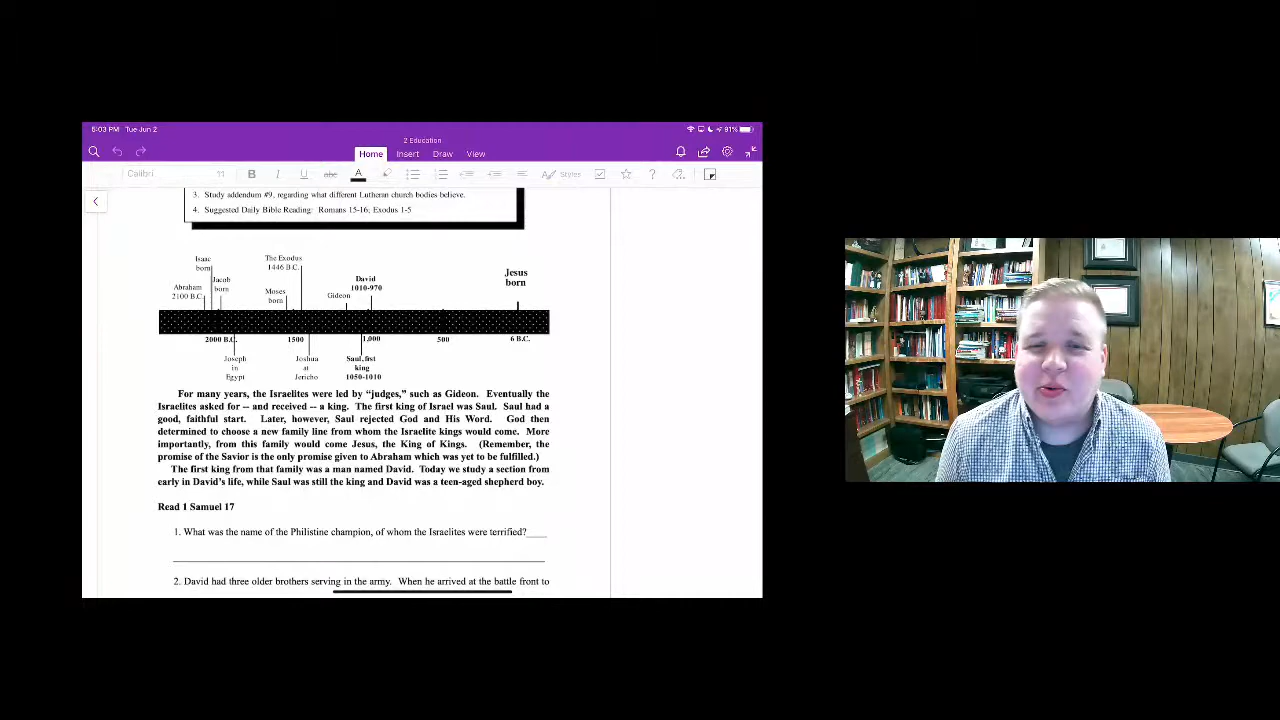 5:03 PM Tue Jun 2
91%
2 Education
Home Insert Draw View
Calibri 11 B I U abc A Styles
3. Study addendum #9, regarding what different Lutheran church bodies believe.
4. Suggested Daily Bible Reading: Romans 15-16, Exodus 1-5
Isaac
born
The Exodus
1446 B.C.
Jacob
born
David
1010-970
Jesus
born
Abraham
2100 B.C.
Moses
born
Gideon
2000 B.C. 1500 1,000 500 6 B.C.
Joseph
in
Egypt
Joshua
at
Jericho
Saul, first
king
1050-1010
For many years, the Israelites were led by “judges,” such as Gideon. Eventually the
Israelites asked for -- and received -- a king. The first king of Israel was Saul. Saul had a
good, faithful start. Later, however, Saul rejected God and His Word. God then
determined to choose a new family line from whom the Israelite kings would come. More
importantly, from this family would come Jesus, the King of Kings. (Remember, the
promise of the Savior is the only promise given to Abraham which was yet to be fulfilled.)
The first king from that family was a man named David. Today we study a section from
early in David's life, while Saul was still the king and David was a teen-aged shepherd boy.
Read 1 Samuel 17
1. What was the name of the Philistine champion, of whom the Israelites were terrified?____
2. David had three older brothers serving in the army. When he arrived at the battle front to